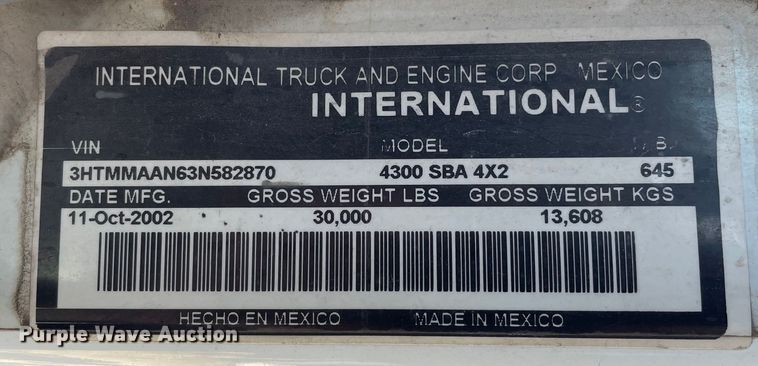 INTERNATIONAL TRUCK AND ENGINE CORP MEXICO
INTERNATIONAL®
VIN MODEL
3HTMMAAN63N582870 4300 SBA 4X2 645
DATE MFG. GROSS WEIGHT LBS GROSS WEIGHT KGS
11-Oct-2002 30,000 13,608
HECHO EN MEXICO MADE IN MEXICO
Purple Wave Auction